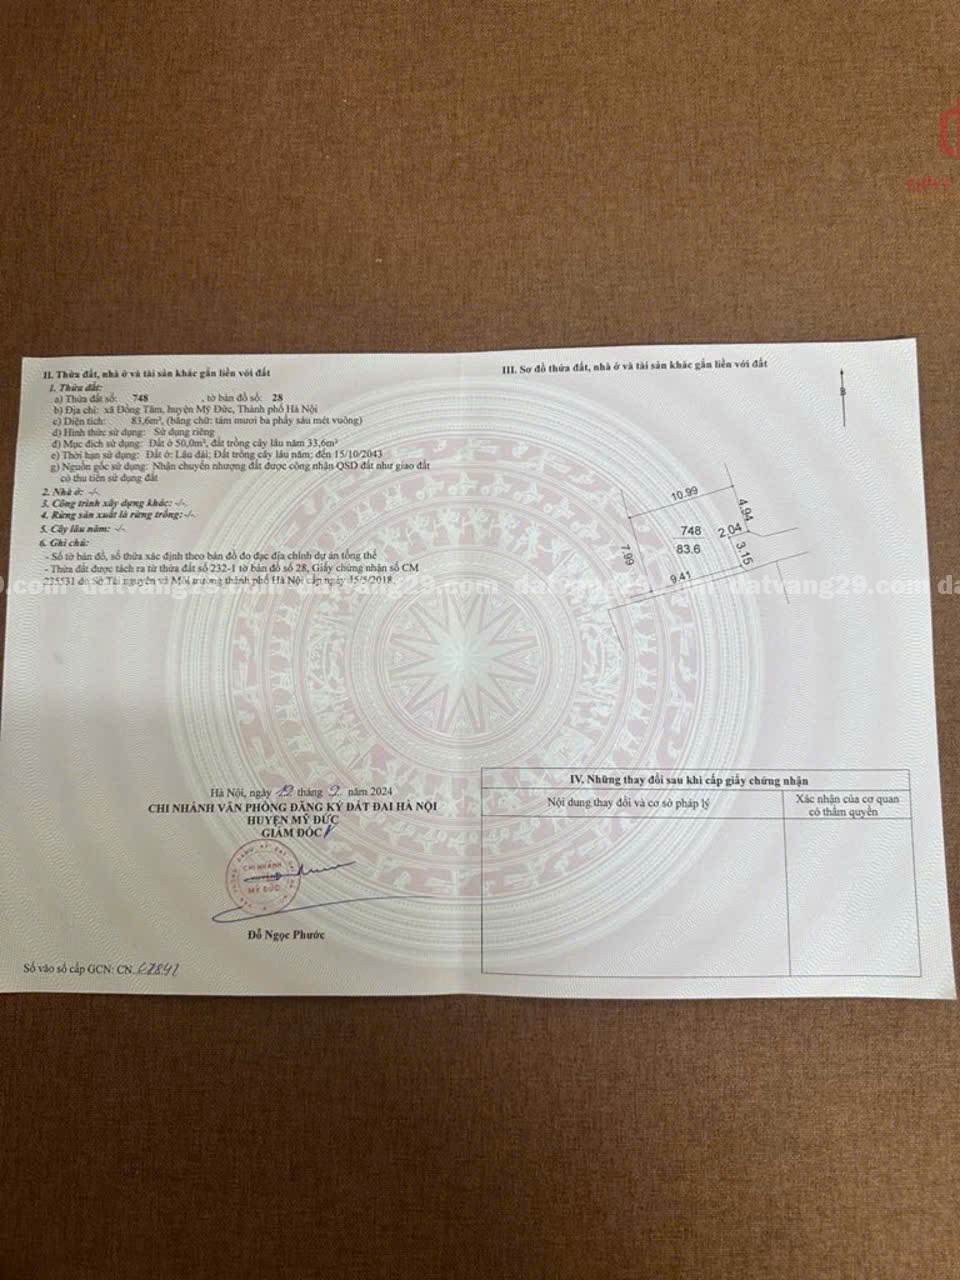 II. Thửa đất, nhà ở và tài sản khác gắn liền với đất
1. Thửa đất:
a) Thửa đất số: 748 , tờ bản đồ số: 28
b) Địa chỉ: xã Đồng Tâm, huyện Mỹ Đức, Thành phố Hà Nội
c) Diện tích: 83,6m², (bằng chữ: tám mươi ba phẩy sáu mét vuông)
d) Hình thức sử dụng: Sử dụng riêng
đ) Mục đích sử dụng: Đất ở 50,0m², đất trồng cây lâu năm 33,6m²
e) Thời hạn sử dụng: Đất ở: Lâu dài; Đất trồng cây lâu năm; đến 15/10/2043
g) Nguồn gốc sử dụng: Nhận chuyển nhượng đất được công nhận QSD đất như giao đất
có thu tiền sử dụng đất
2. Nhà ở: -/-.
3. Công trình xây dựng khác: -/-.
4. Rừng sản xuất là rừng trồng:-/-.
5. Cây lâu năm: -/-
6. Ghi chú:
- Số tờ bản đồ, số thửa xác định theo bản đồ đo đạc địa chính dự án tổng thể
- Thửa đất được tách ra từ thửa đất số 232-1 tờ bản đồ số 28, Giấy chứng nhận số CM
235531 do Sở Tài nguyên và Môi trường thành phố Hà Nội cấp ngày 15/5/2018.
Hà Nội, ngày 12 tháng 9 năm 2024
CHI NHÁNH VĂN PHÒNG ĐĂNG KÝ ĐẤT ĐAI HÀ NỘI
HUYỆN MỸ ĐỨC
GIÁM ĐỐC
CHI NHÁNH
HUYỆN
MỸ ĐỨC
Đỗ Ngọc Phước
Số vào sổ cấp GCN: CN.
III. Sơ đồ thửa đất, nhà ở và tài sản khác gắn liền với đất
B
10.99
4.94
748
83.6
2.04
3.15
7.99
9.41
datvang29.com datvang29.com
IV. Những thay đổi sau khi cấp giấy chứng nhận
Nội dung thay đổi và cơ sở pháp lý
Xác nhận của cơ quan
có thẩm quyền